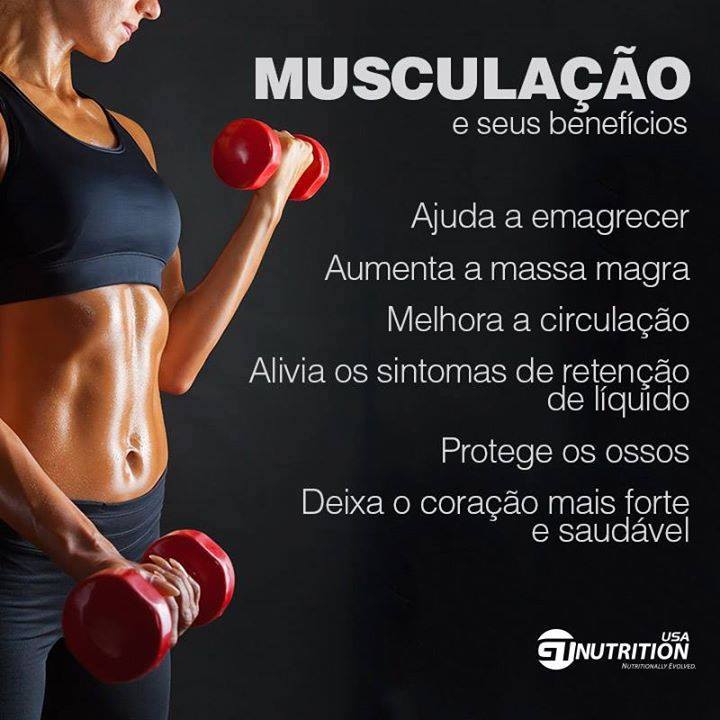 MUSCULAÇÃO
e seus benefícios
Ajuda a emagrecer
Aumenta a massa magra
Melhora a circulação
Alivia os sintomas de retenção
de líquido
Protege os ossos
Deixa o coração mais forte
e saudável
USA
GT NUTRITION
NUTRITIONALLY EVOLVED.